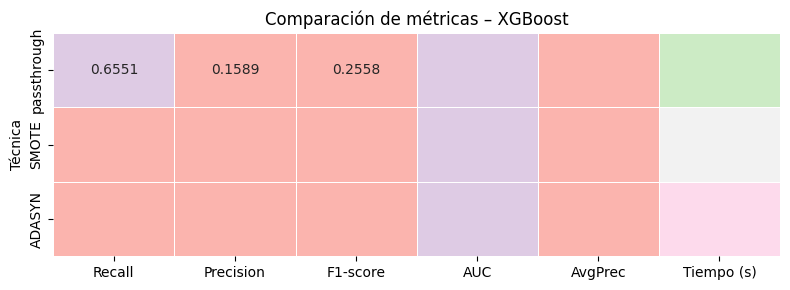 Comparación de métricas – XGBoost
Técnica
passthrough
0.6551 0.1589 0.2558
SMOTE
ADASYN
Recall Precision F1-score AUC AvgPrec Tiempo (s)